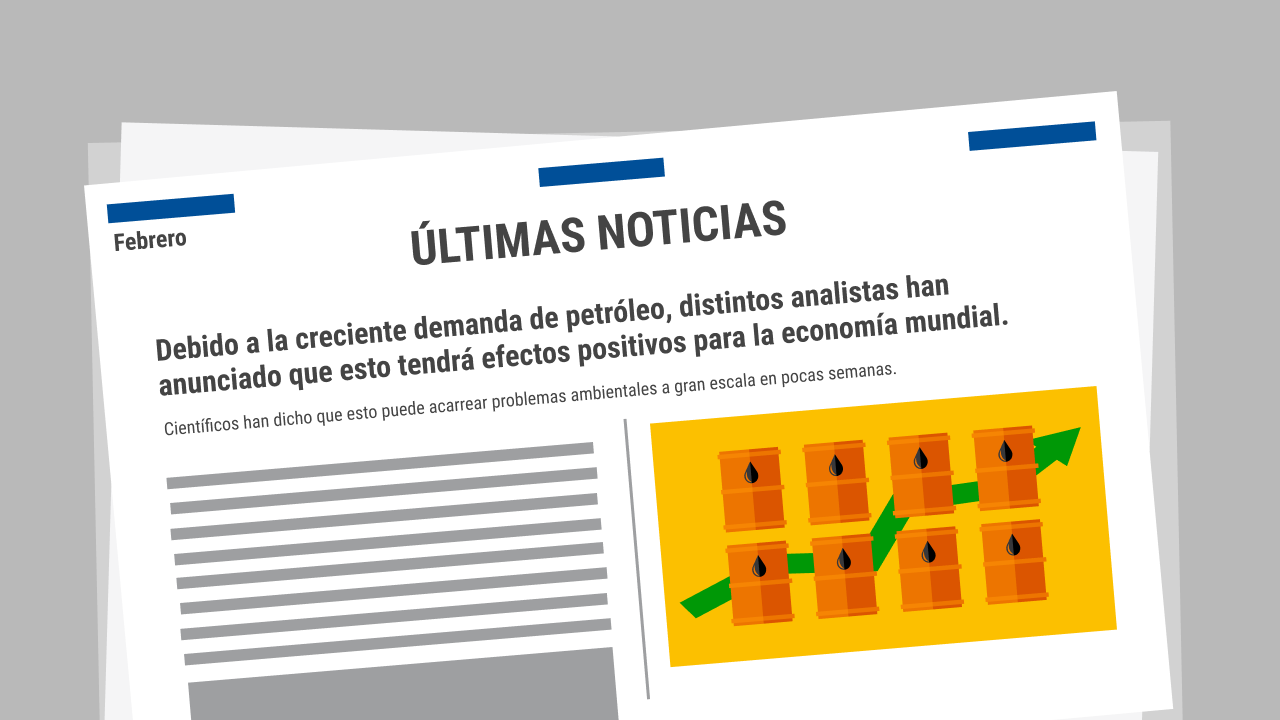 Febrero
ÚLTIMAS NOTICIAS
Debido a la creciente demanda de petróleo, distintos analistas han
anunciado que esto tendrá efectos positivos para la economía mundial.
Científicos han dicho que esto puede acarrear problemas ambientales a gran escala en pocas semanas.